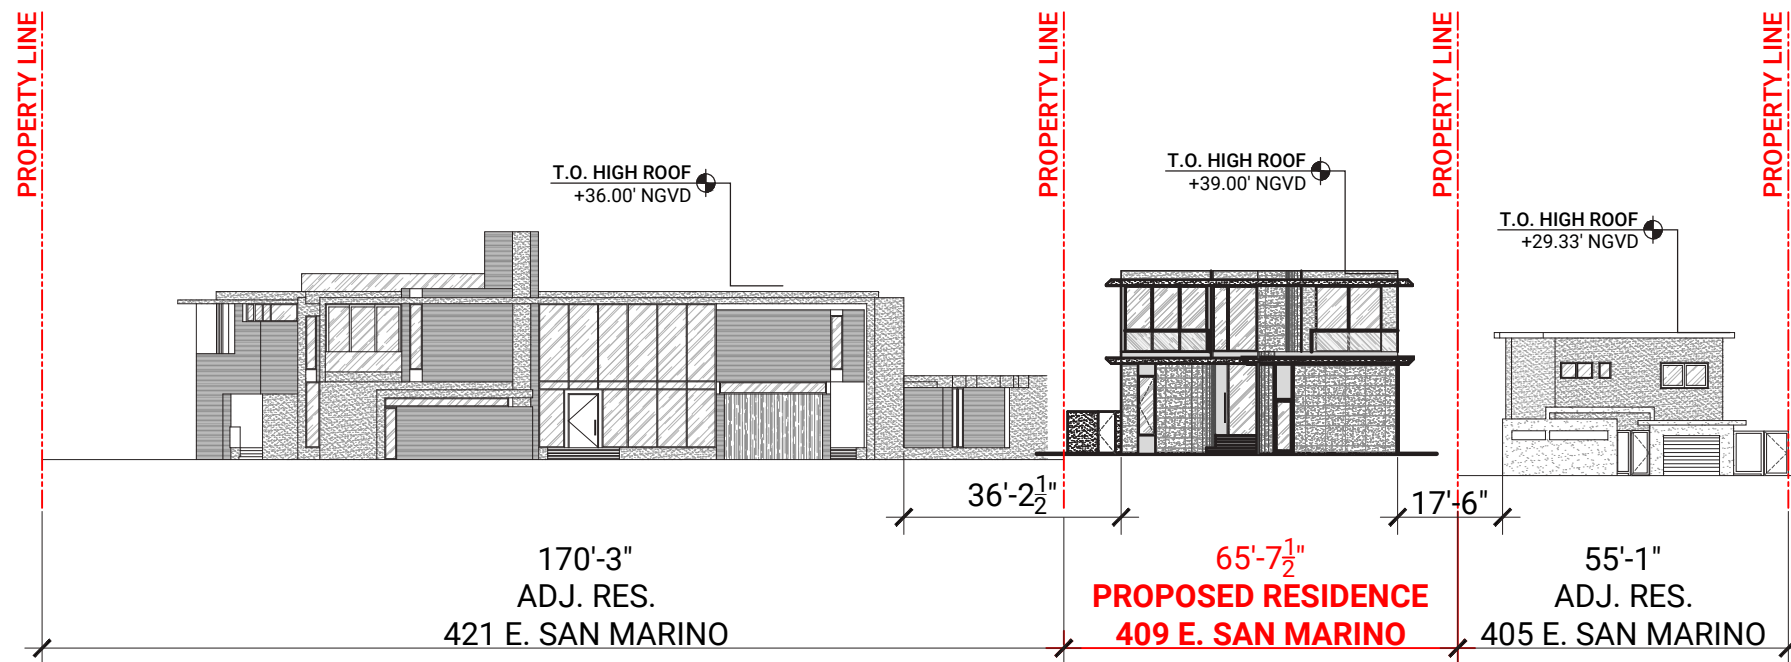 PROPERTY LINE
PROPERTY LINE
PROPERTY LINE
PROPERTY LINE
T.O. HIGH ROOF
+36.00' NGVD
T.O. HIGH ROOF
+39.00' NGVD
T.O. HIGH ROOF
+29.33' NGVD
36'-2½"
17'-6"
170'-3"
ADJ. RES.
421 E. SAN MARINO
65'-7½"
PROPOSED RESIDENCE
409 E. SAN MARINO
55'-1"
ADJ. RES.
405 E. SAN MARINO